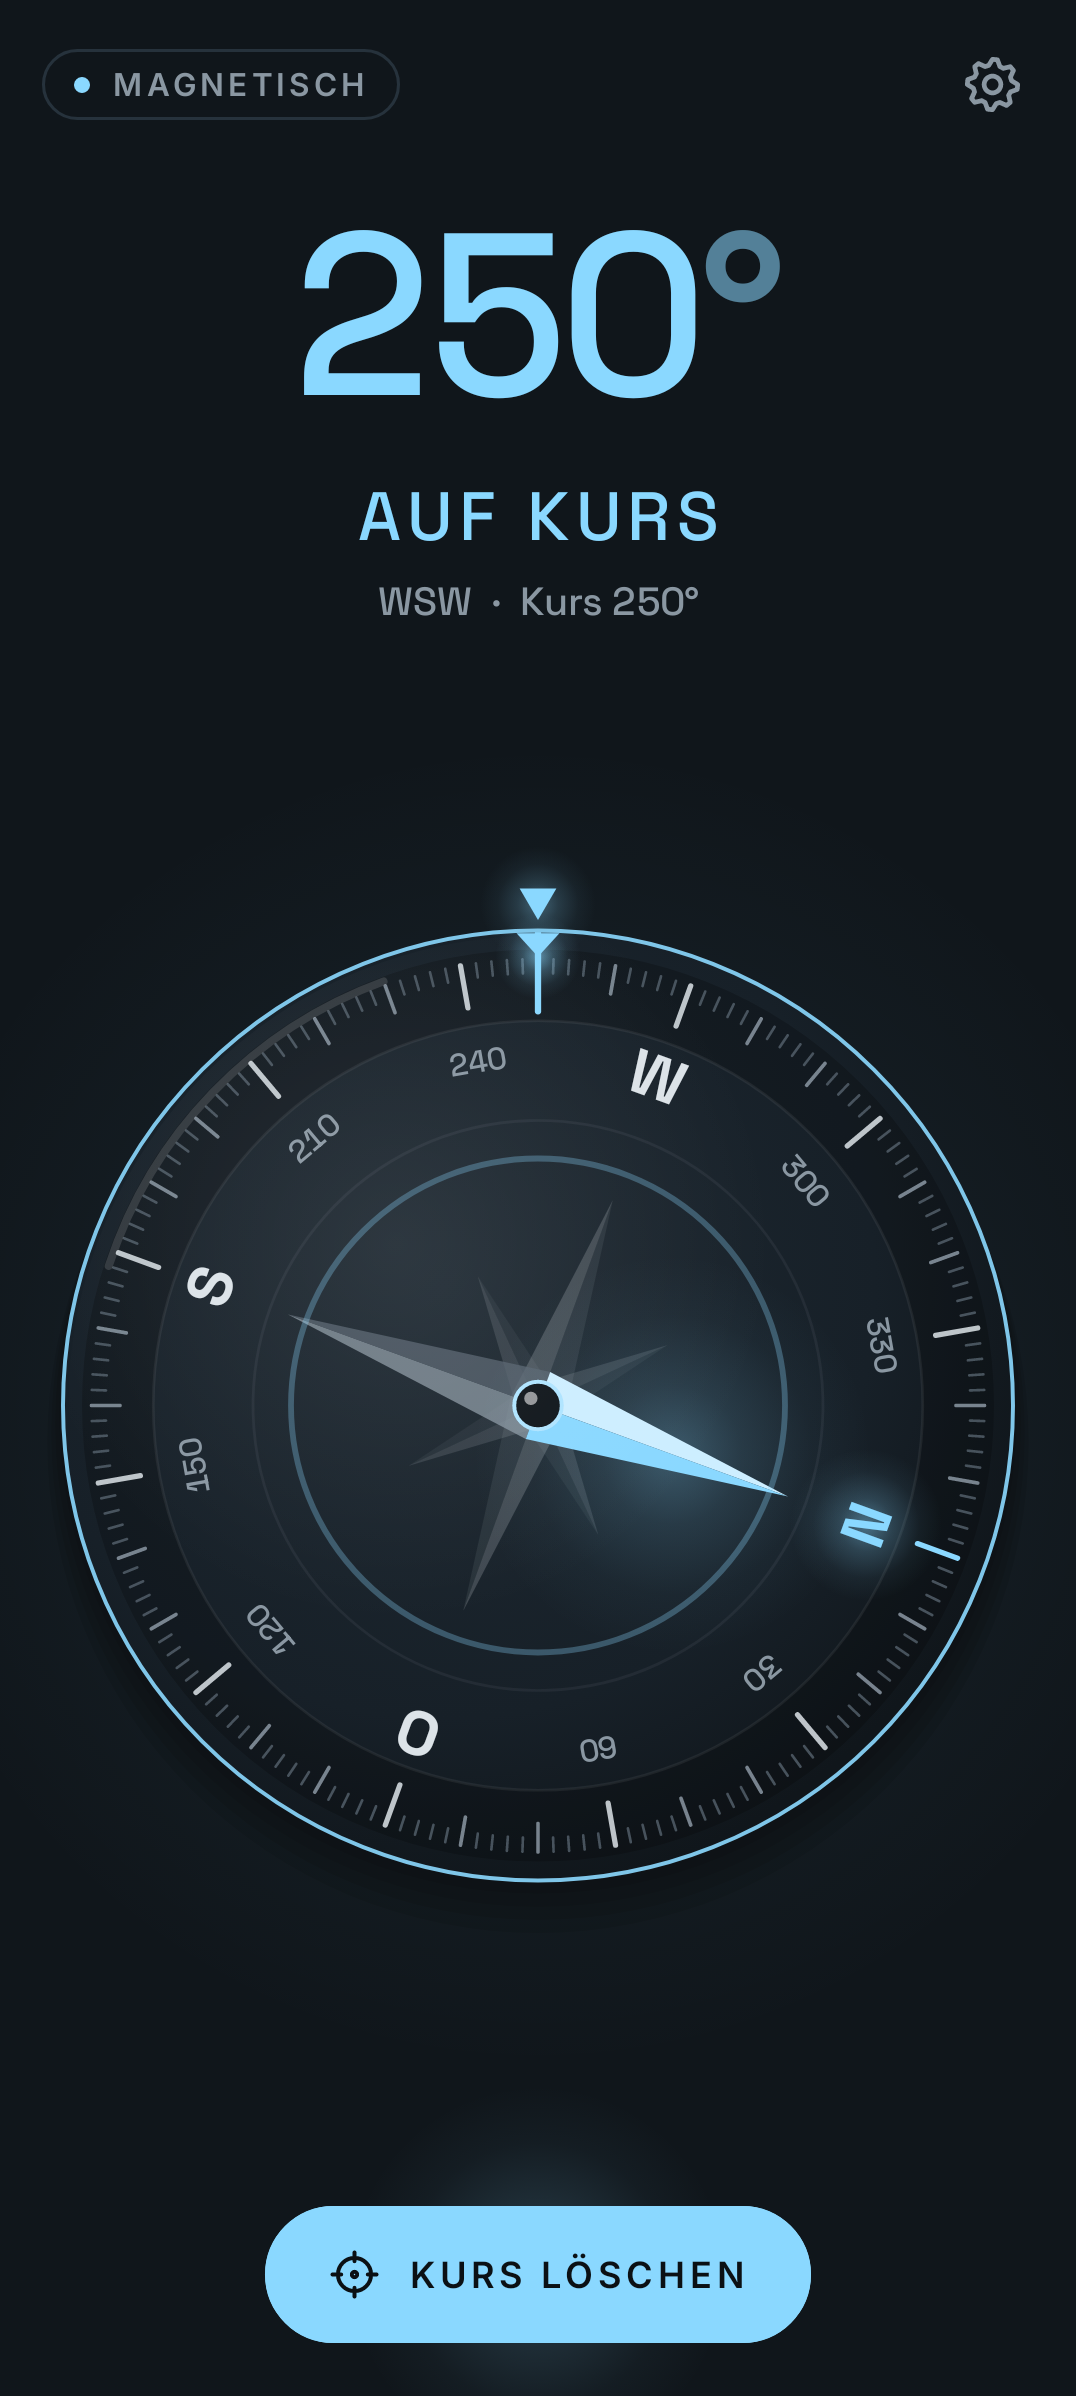 MAGNETISCH
250°
AUF KURS
WSW · Kurs 250°
240
W
210
300
S
330
150
N
120
30
O
60
KURS LÖSCHEN